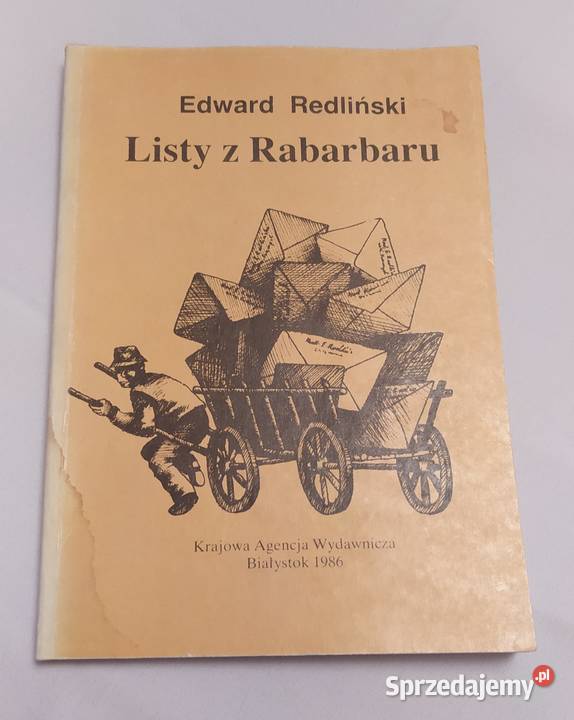 Edward Redliński
Listy z Rabarbaru
Krajowa Agencja Wydawnicza
Białystok 1986
Sprzedajemy.pl